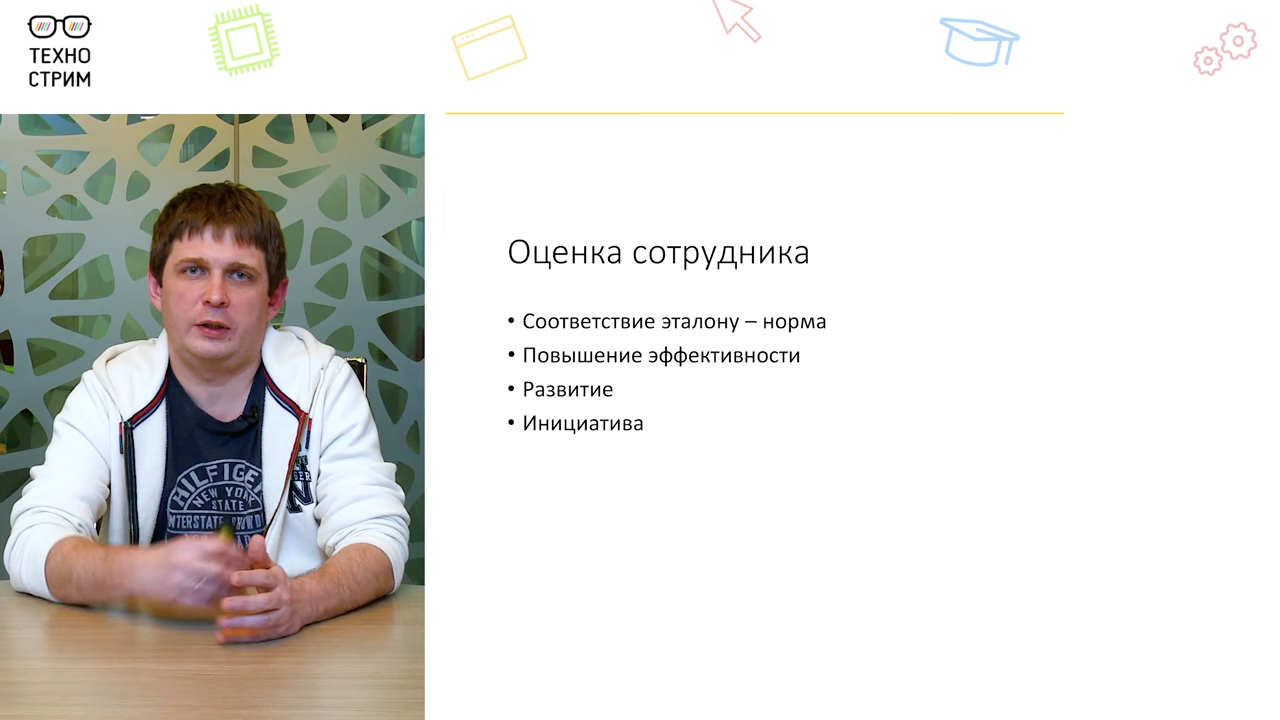 ТЕХНО
СТРИМ
Оценка сотрудника
• Соответствие эталону – норма
• Повышение эффективности
• Развитие
• Инициатива
HILFIGER
NEW YORK
STATE